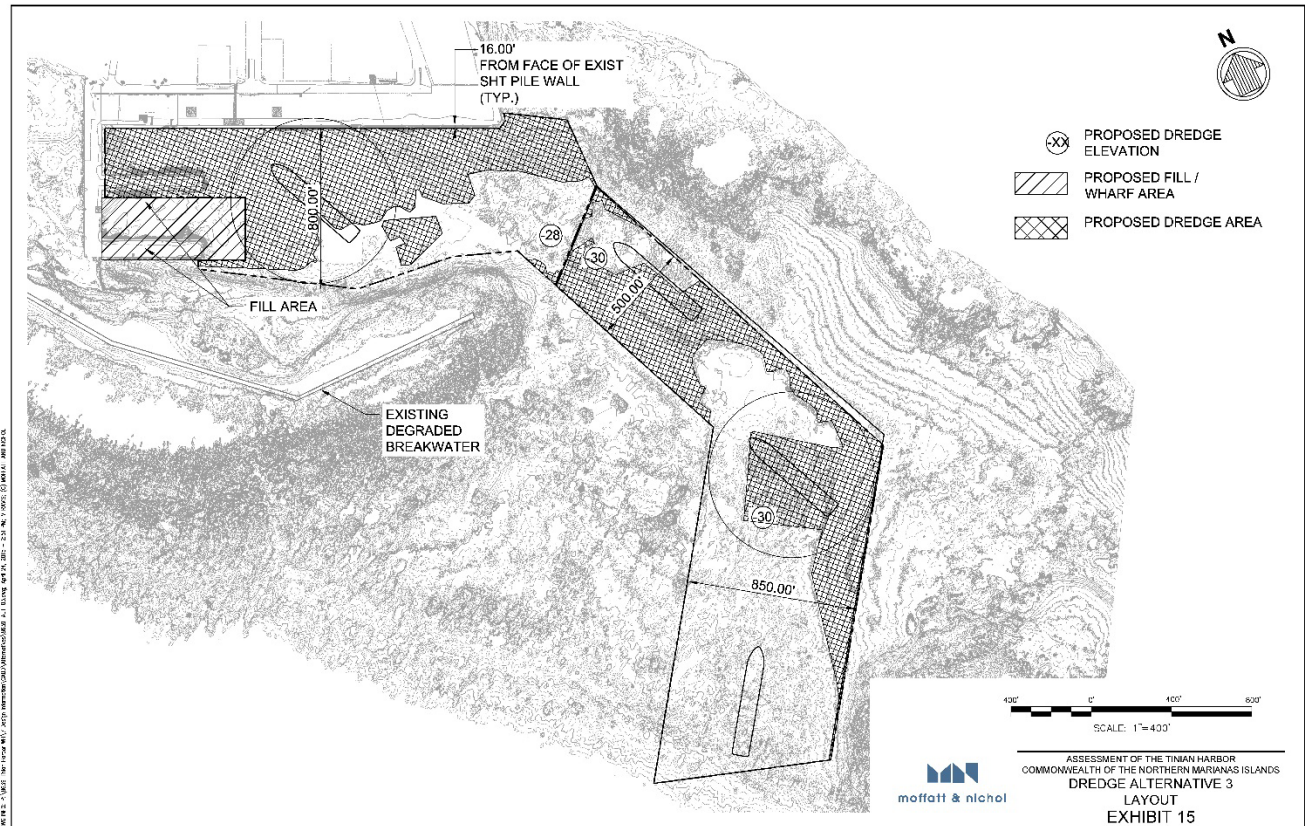 16.00'
FROM FACE OF EXIST
SHT PILE WALL
(TYP.)
N
-XX
PROPOSED DREDGE
ELEVATION
PROPOSED FILL /
WHARF AREA
PROPOSED DREDGE AREA
800.00'
-28
-30
500.00'
FILL AREA
EXISTING
DEGRADED
BREAKWATER
-30
850.00'
400' 0' 400' 800'
SCALE: 1"=400'
moffatt & nichol
ASSESSMENT OF THE TINIAN HARBOR
COMMONWEALTH OF THE NORTHERN MARIANAS ISLANDS
DREDGE ALTERNATIVE 3
LAYOUT
EXHIBIT 15